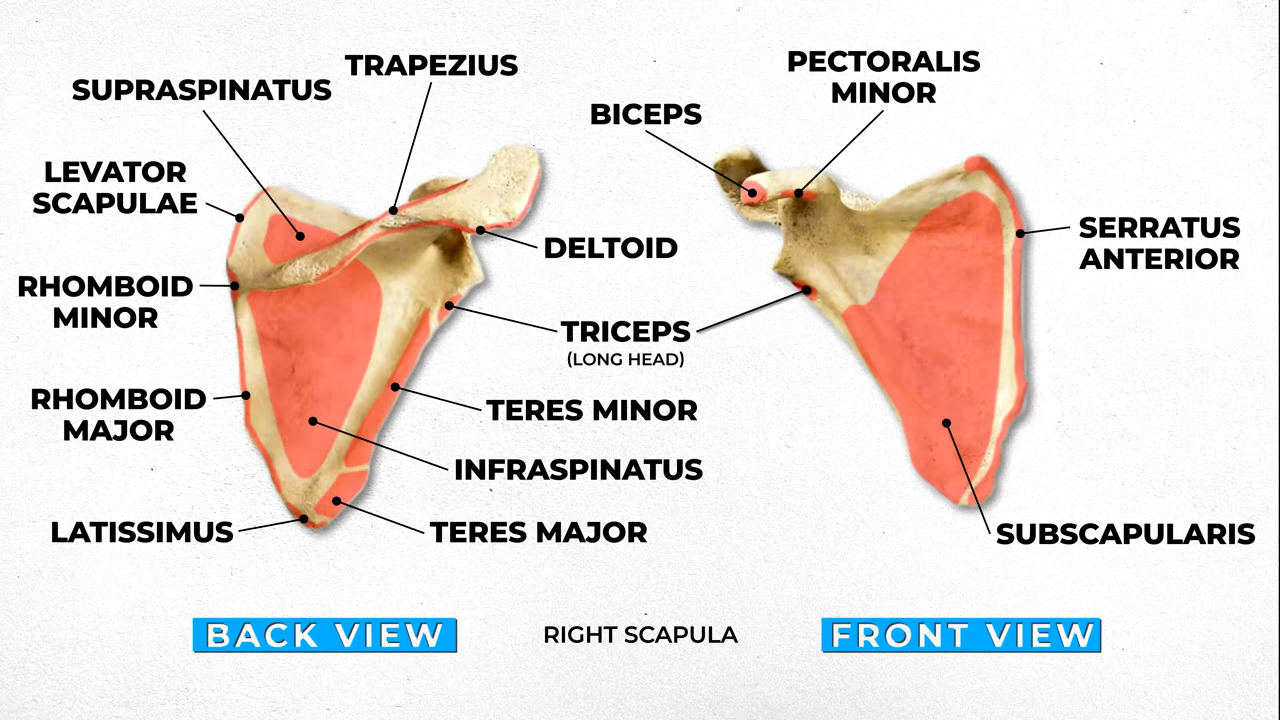 TRAPEZIUS
SUPRASPINATUS
LEVATOR
SCAPULAE
RHOMBOID
MINOR
RHOMBOID
MAJOR
LATISSIMUS
DELTOID
TRICEPS
(LONG HEAD)
TERES MINOR
INFRASPINATUS
TERES MAJOR
BICEPS
PECTORALIS
MINOR
SERRATUS
ANTERIOR
SUBSCAPULARIS
BACK VIEW
RIGHT SCAPULA
FRONT VIEW